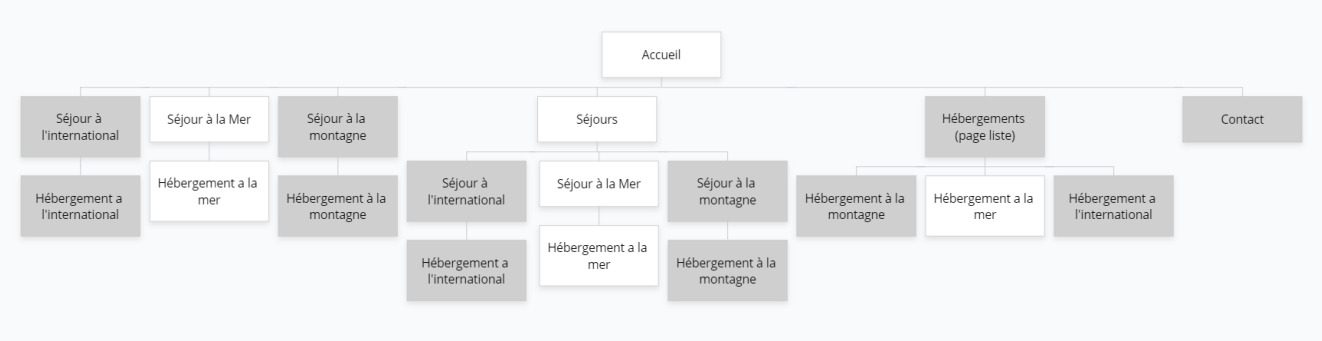 Accueil
Séjour à
l'international
Séjour à la Mer
Séjour à la
montagne
Séjours
Hébergements
(page liste)
Contact
Hébergement a
l'international
Hébergement a la
mer
Hébergement à la
montagne
Séjour à
l'international
Séjour à la Mer
Séjour à la
montagne
Hébergement à la
montagne
Hébergement a la
mer
Hébergement a
l'international
Hébergement a
l'international
Hébergement a la
mer
Hébergement à la
montagne